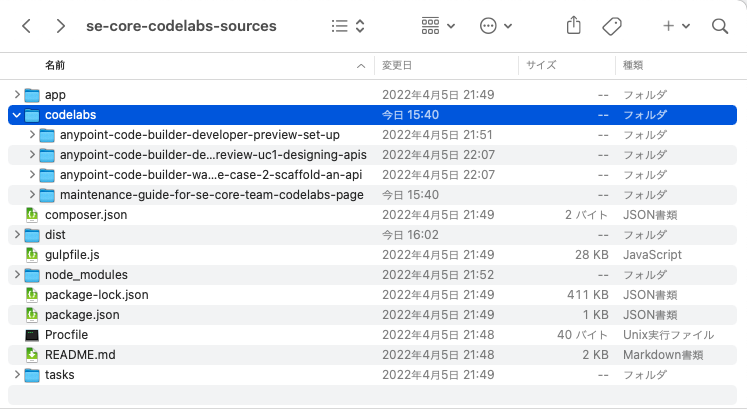 se-core-codelabs-sources
名前 変更日 サイズ 種類
app 2022年4月5日 21:49 -- フォルダ
codelabs 今日 15:40 -- フォルダ
anypoint-code-builder-developer-preview-set-up 2022年4月5日 21:51 -- フォルダ
anypoint-code-builder-de...review-uc1-designing-apis 2022年4月5日 22:07 -- フォルダ
anypoint-code-builder-wa...e-case-2-scaffold-an-api 2022年4月5日 22:07 -- フォルダ
maintenance-guide-for-se-core-team-codelabs-page 今日 15:40 -- フォルダ
composer.json 2022年4月5日 21:49 2 バイト JSON書類
dist 今日 16:02 -- フォルダ
gulpfile.js 2022年4月5日 21:49 28 KB JavaScript
node_modules 2022年4月5日 21:52 -- フォルダ
package-lock.json 2022年4月5日 21:49 411 KB JSON書類
package.json 2022年4月5日 21:49 1 KB JSON書類
Procfile 2022年4月5日 21:48 40 バイト Unix実行ファイル
README.md 2022年4月5日 21:48 2 KB Markdown書類
tasks 2022年4月5日 21:49 -- フォルダ